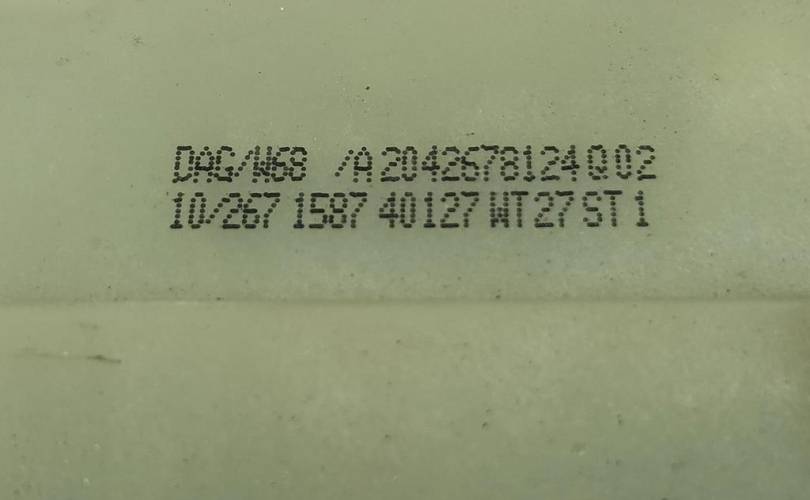 DAG/W68 /A 2042678124 Q 02
10/267 1587 40127 WT 27 ST 1